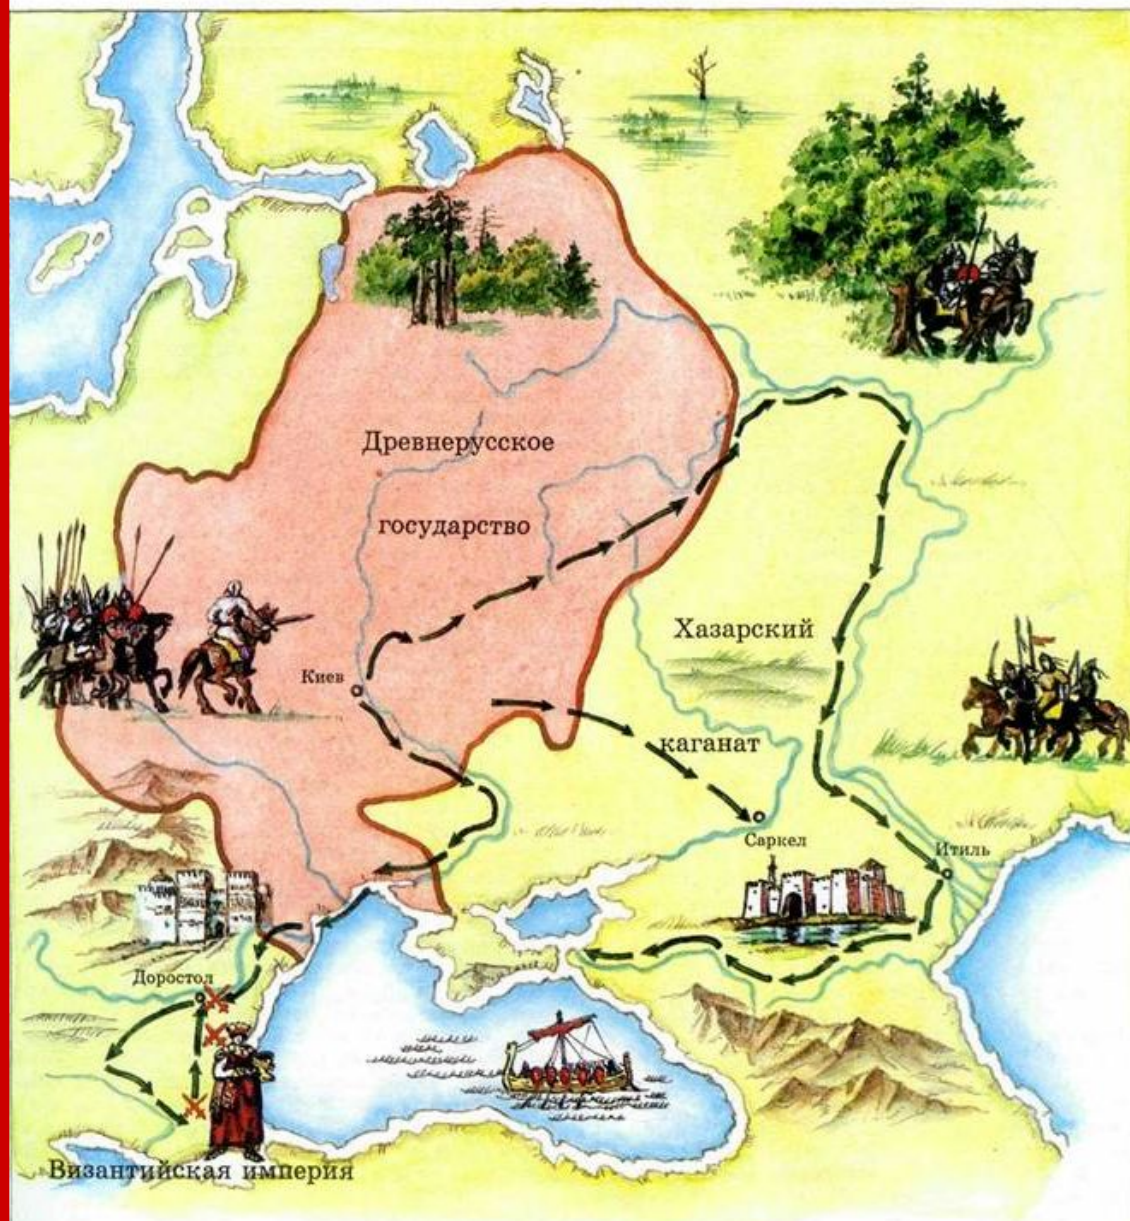 Древнерусское
государство
Хазарский
Киев
каганат
Саркел
Итиль
Доростол
Византийская империя